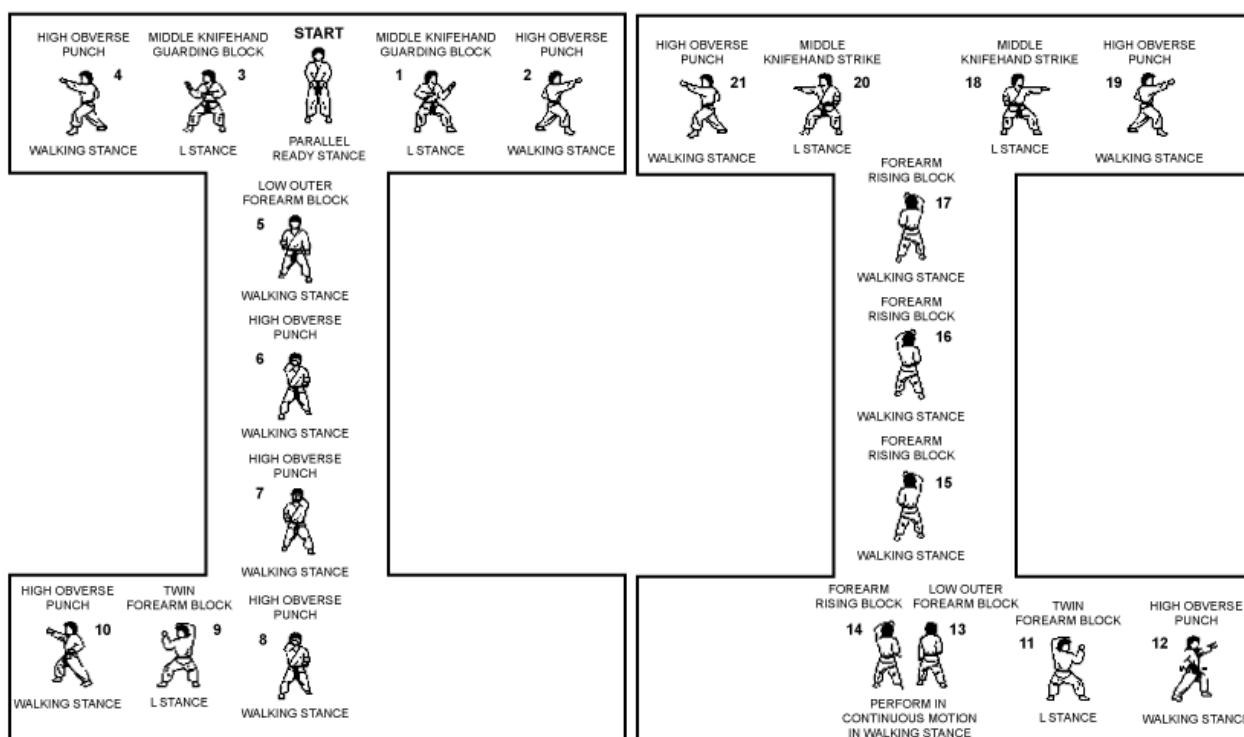 START
HIGH OBVERSE
PUNCH
4
WALKING STANCE
MIDDLE KNIFEHAND
GUARDING BLOCK
3
L STANCE
PARALLEL
READY STANCE
MIDDLE KNIFEHAND
GUARDING BLOCK
1
L STANCE
HIGH OBVERSE
PUNCH
2
WALKING STANCE
LOW OUTER
FOREARM BLOCK
5
WALKING STANCE
HIGH OBVERSE
PUNCH
6
WALKING STANCE
HIGH OBVERSE
PUNCH
7
WALKING STANCE
HIGH OBVERSE
PUNCH
10
WALKING STANCE
TWIN
FOREARM BLOCK
9
L STANCE
HIGH OBVERSE
PUNCH
8
WALKING STANCE
HIGH OBVERSE
PUNCH
21
WALKING STANCE
MIDDLE
KNIFEHAND STRIKE
20
L STANCE
MIDDLE
KNIFEHAND STRIKE
18
L STANCE
HIGH OBVERSE
PUNCH
19
WALKING STANCE
FOREARM
RISING BLOCK
17
WALKING STANCE
FOREARM
RISING BLOCK
16
WALKING STANCE
FOREARM
RISING BLOCK
15
WALKING STANCE
FOREARM
RISING BLOCK
14
LOW OUTER
FOREARM BLOCK
13
PERFORM IN
CONTINUOUS MOTION
IN WALKING STANCE
TWIN
FOREARM BLOCK
11
L STANCE
HIGH OBVERSE
PUNCH
12
WALKING STANCE